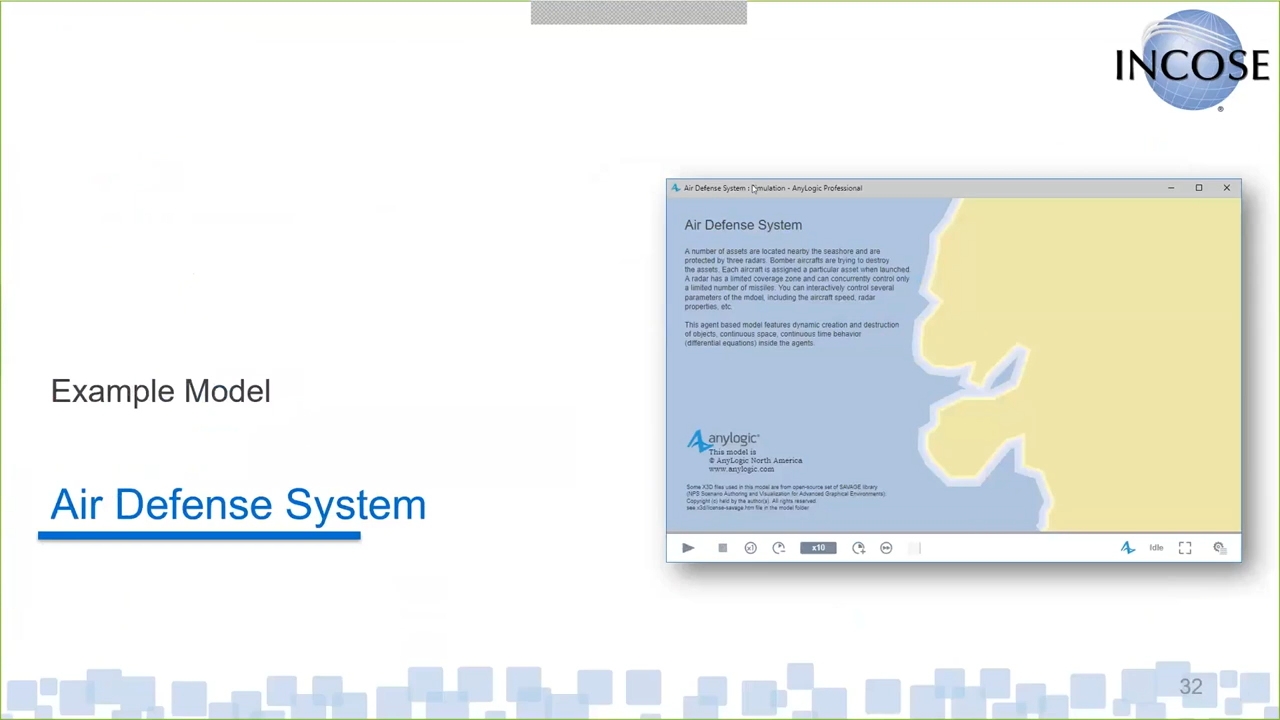 INCOSE
®
Air Defense System : Simulation - AnyLogic Professional
Air Defense System
A number of assets are located nearby the seashore and are
protected by three radars. Bomber aircrafts are trying to destroy
the assets. Each aircraft is assigned a particular asset when launched.
A radar has a limited coverage zone and can concurrently control only
a limited number of missiles. You can interactively control several
parameters of the mdoel, including the aircraft speed, radar
properties, etc.
This agent based model features dynamic creation and destruction
of objects, continuous space, continuous time behavior
(differential equations) inside the agents.
Example Model
anylogic®
This model is
© AnyLogic North America
www.anylogic.com
Air Defense System
Some X3D files used in this model are from open-source set of SAVAGE library
(NPS Scenario Authoring and Visualization for Advanced Graphical Environments).
Copyright (c) held by the author(s). All rights reserved.
see x3d/license-savage.htm file in the model folder.
x1
x10
Idle
32